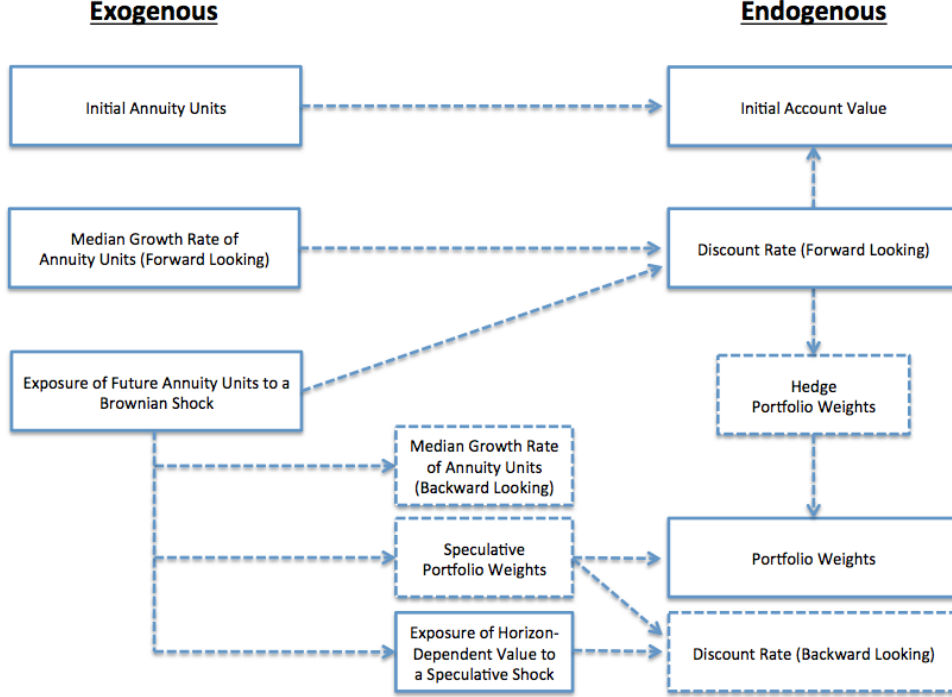 Exogenous
Endogenous
Initial Annuity Units
Initial Account Value
Median Growth Rate of
Annuity Units (Forward Looking)
Discount Rate (Forward Looking)
Exposure of Future Annuity Units to a
Brownian Shock
Hedge
Portfolio Weights
Median Growth Rate
of Annuity Units
(Backward Looking)
Speculative
Portfolio Weights
Portfolio Weights
Exposure of Horizon-
Dependent Value to
a Speculative Shock
Discount Rate (Backward Looking)